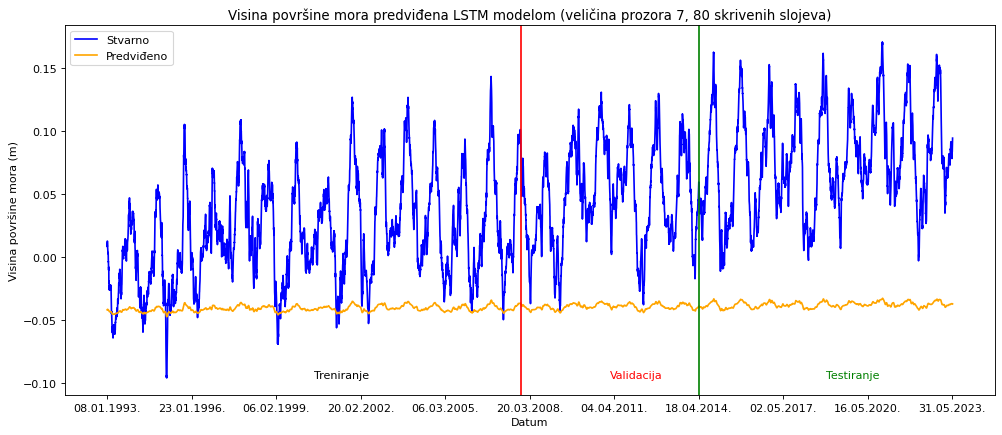 Visina površine mora predviđena LSTM modelom (veličina prozora 7, 80 skrivenih slojeva)
Stvarno
Predviđeno
Visina površine mora (m)
0.15
0.10
0.05
0.00
−0.05
−0.10
Treniranje
Validacija
Testiranje
08.01.1993.
23.01.1996.
06.02.1999.
20.02.2002.
06.03.2005.
20.03.2008.
04.04.2011.
18.04.2014.
02.05.2017.
16.05.2020.
31.05.2023.
Datum